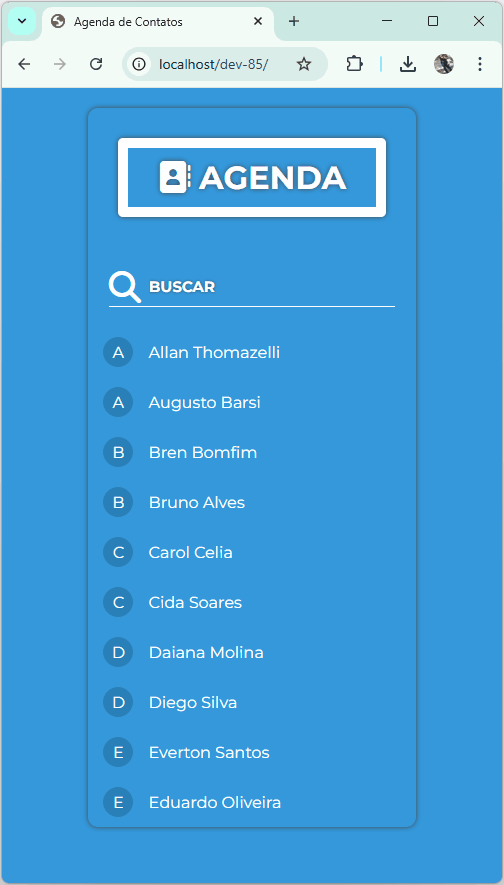 Agenda de Contatos
localhost/dev-85/
AGENDA
BUSCAR
A Allan Thomazelli
A Augusto Barsi
B Bren Bomfim
B Bruno Alves
C Carol Celia
C Cida Soares
D Daiana Molina
D Diego Silva
E Everton Santos
E Eduardo Oliveira